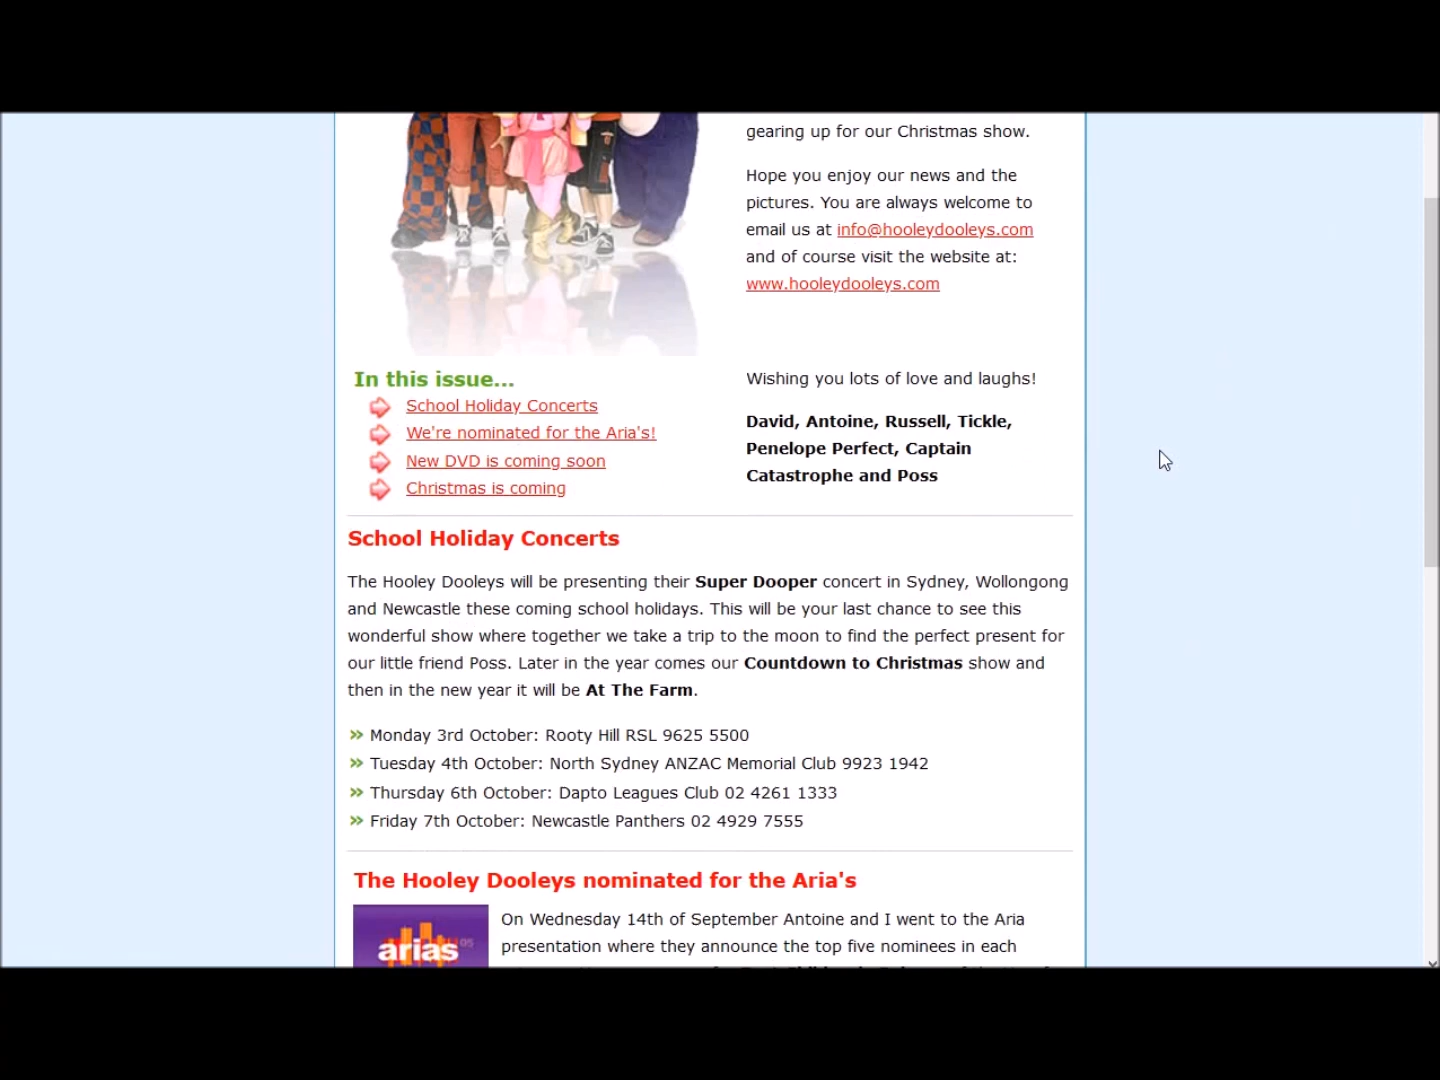 gearing up for our Christmas show.
Hope you enjoy our news and the
pictures. You are always welcome to
email us at info@hooleydooleys.com
and of course visit the website at:
www.hooleydooleys.com
In this issue...
School Holiday Concerts
We're nominated for the Aria's!
New DVD is coming soon
Christmas is coming
Wishing you lots of love and laughs!
David, Antoine, Russell, Tickle,
Penelope Perfect, Captain
Catastrophe and Poss
School Holiday Concerts
The Hooley Dooleys will be presenting their Super Dooper concert in Sydney, Wollongong
and Newcastle these coming school holidays. This will be your last chance to see this
wonderful show where together we take a trip to the moon to find the perfect present for
our little friend Poss. Later in the year comes our Countdown to Christmas show and
then in the new year it will be At The Farm.
» Monday 3rd October: Rooty Hill RSL 9625 5500
» Tuesday 4th October: North Sydney ANZAC Memorial Club 9923 1942
» Thursday 6th October: Dapto Leagues Club 02 4261 1333
» Friday 7th October: Newcastle Panthers 02 4929 7555
The Hooley Dooleys nominated for the Aria's
arias 05
On Wednesday 14th of September Antoine and I went to the Aria
presentation where they announce the top five nominees in each